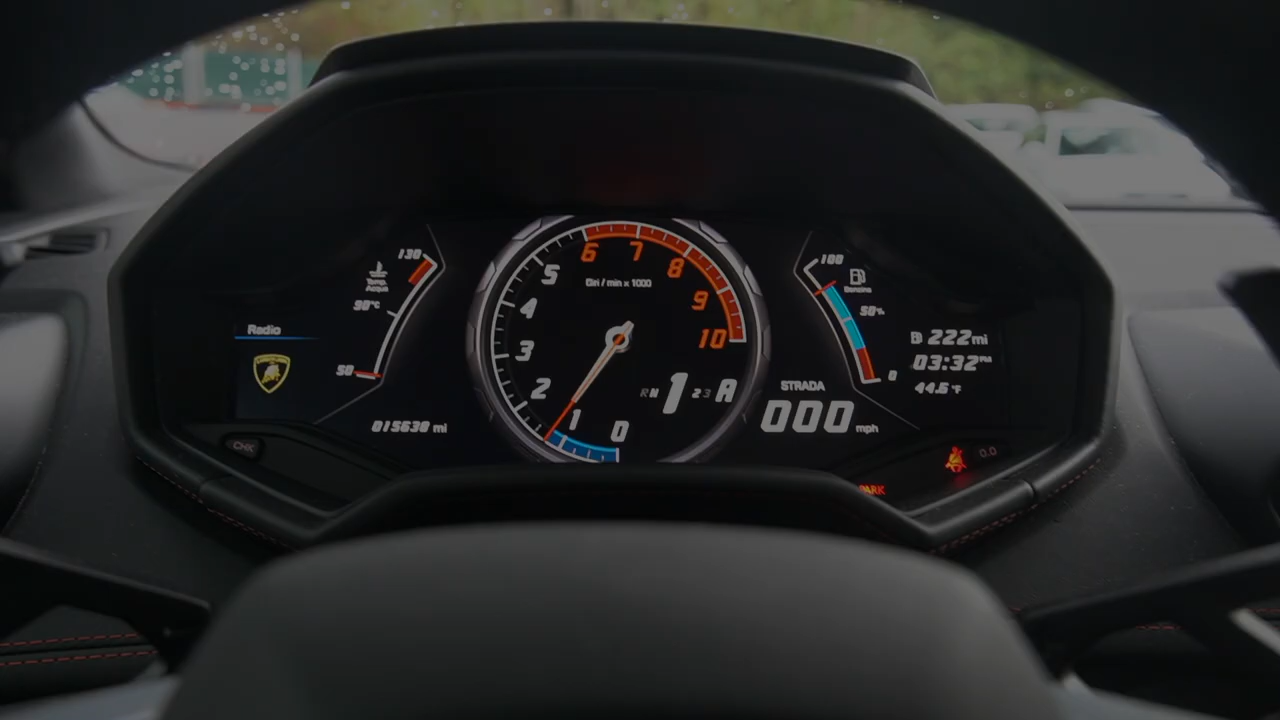 130
Temp.
Acqua
90°C
50
Radio
015630 mi
CHK
6 7 8 9 10
5 4 3 2 1 0
Giri / min x 1000
R N 1 2 3 A
100
Benzina
50%
0
222 mi
03:32 PM
44.6 °F
STRADA
000 mph
0.0
PARK